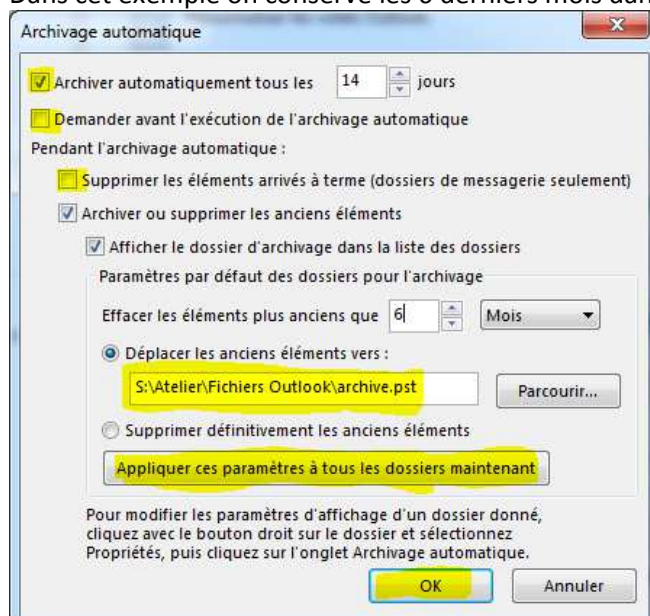 Dans cet exemple on conserve les 6 derniers mois dan
Archivage automatique
Archiver automatiquement tous les 14 jours
Demander avant l'exécution de l'archivage automatique
Pendant l'archivage automatique :
Supprimer les éléments arrivés à terme (dossiers de messagerie seulement)
Archiver ou supprimer les anciens éléments
Afficher le dossier d'archivage dans la liste des dossiers
Paramètres par défaut des dossiers pour l'archivage
Effacer les éléments plus anciens que 6 Mois
Déplacer les anciens éléments vers :
S:\Atelier\Fichiers Outlook\archive.pst Parcourir...
Supprimer définitivement les anciens éléments
Appliquer ces paramètres à tous les dossiers maintenant
Pour modifier les paramètres d'affichage d'un dossier donné,
cliquez avec le bouton droit sur le dossier et sélectionnez
Propriétés, puis cliquez sur l'onglet Archivage automatique.
OK Annuler